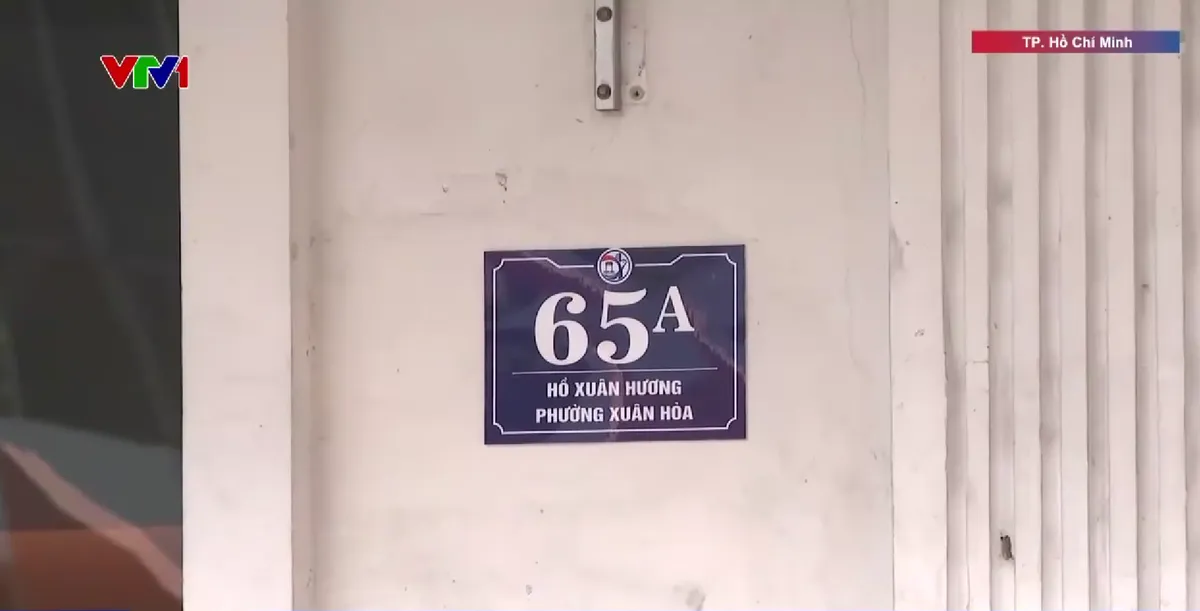 VTV1
TP. Hồ Chí Minh
65A
HỒ XUÂN HƯƠNG
PHƯỜNG XUÂN HÒA